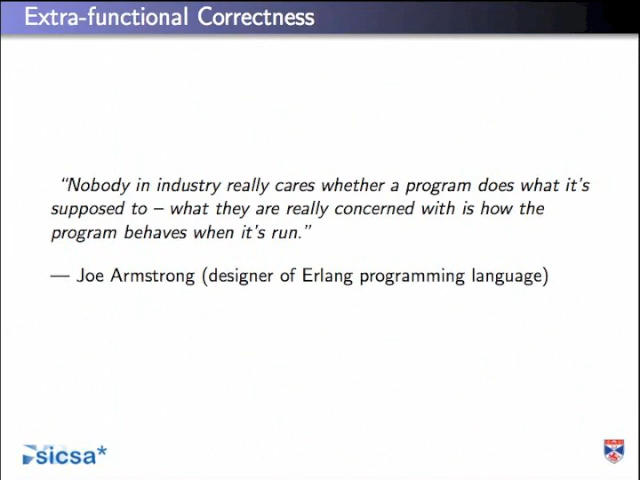 Extra-functional Correctness
“Nobody in industry really cares whether a program does what it’s
supposed to – what they are really concerned with is how the
program behaves when it’s run.”
— Joe Armstrong (designer of Erlang programming language)
sicsa*